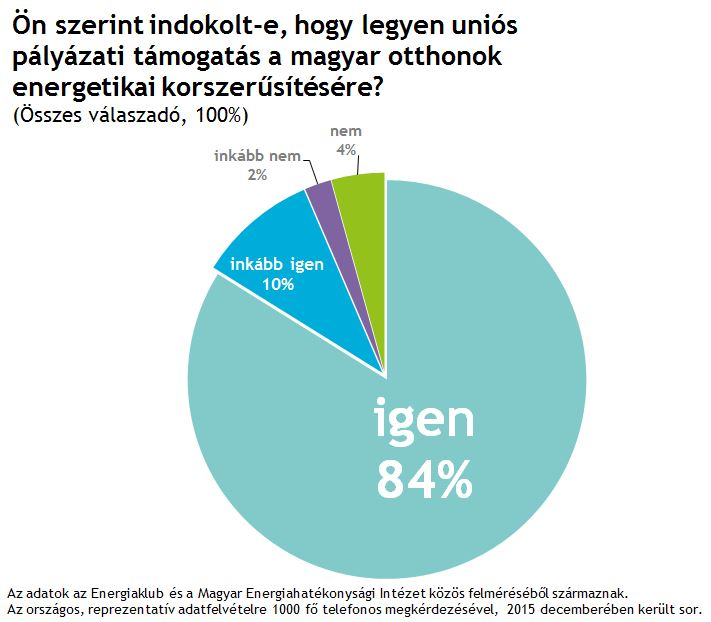 Ön szerint indokolt-e, hogy legyen uniós
pályázati támogatás a magyar otthonok
energetikai korszerűsítésére?
(Összes válaszadó, 100%)
nem
4%
inkább nem
2%
inkább igen
10%
igen
84%
Az adatok az Energiaklub és a Magyar Energiahatékonysági Intézet közös felméréséből származnak.
Az országos, reprezentatív adatfelvételre 1000 fő telefonos megkérdezésével, 2015 decemberében került sor.